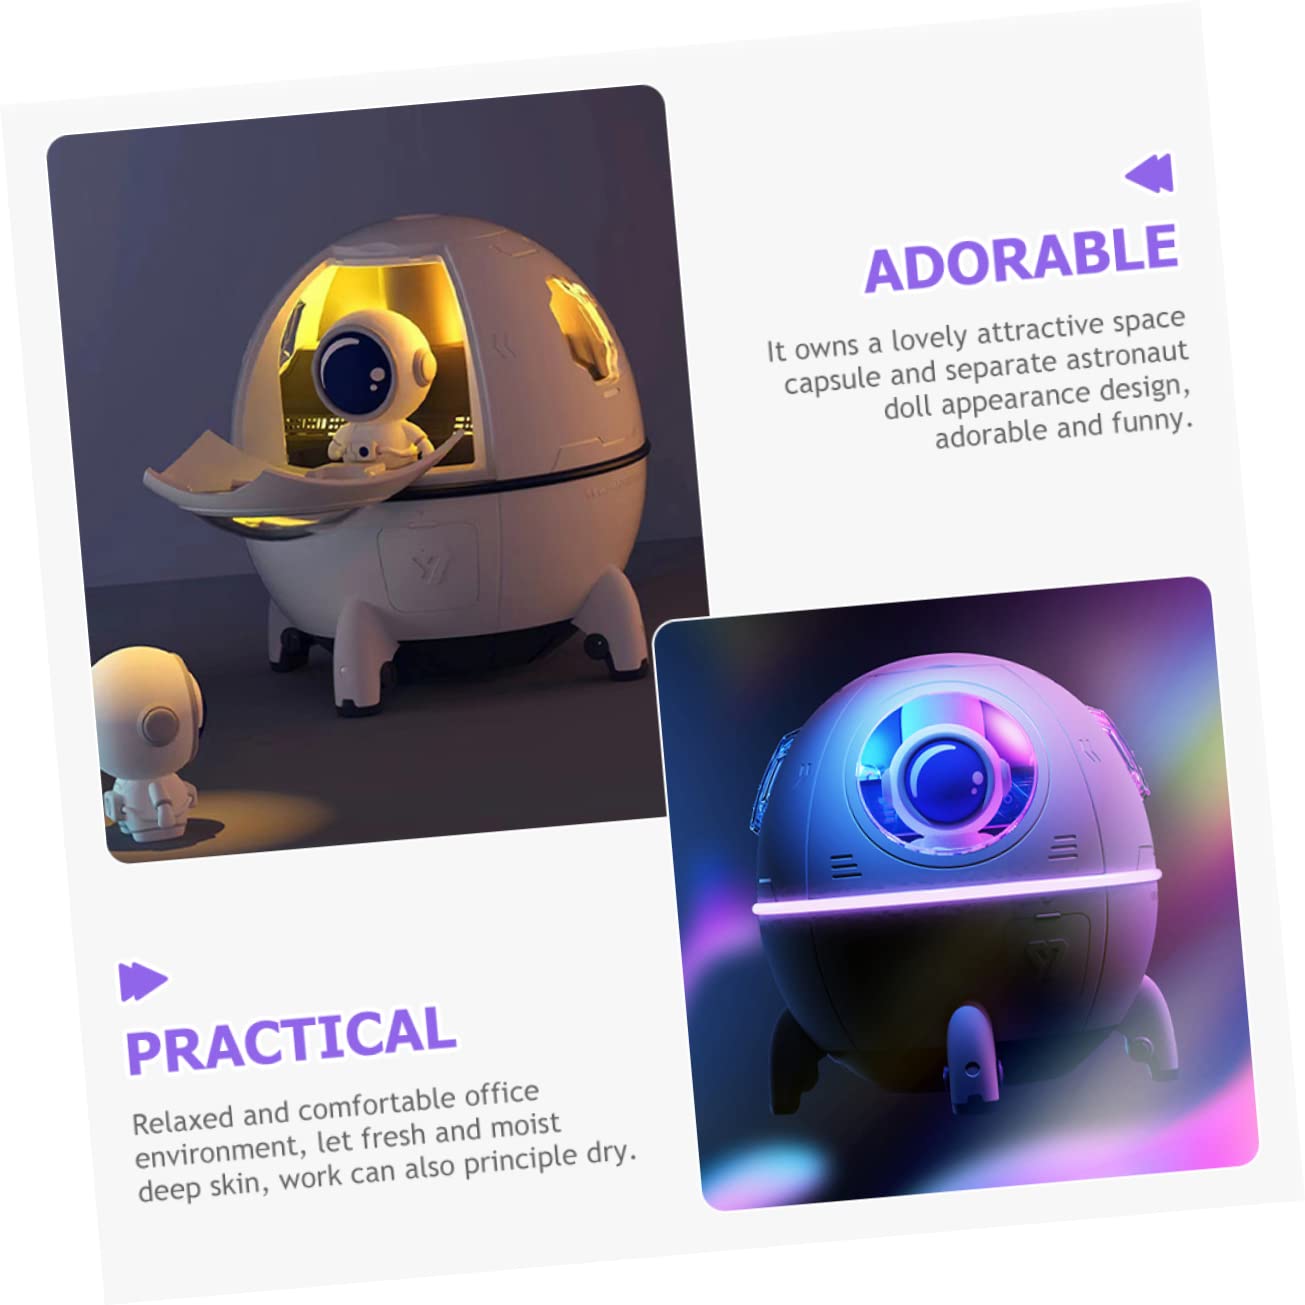 ADORABLE
It owns a lovely attractive space
capsule and separate astronaut
doll appearance design,
adorable and funny.
PRACTICAL
Relaxed and comfortable office
environment, let fresh and moist
deep skin, work can also principle dry.